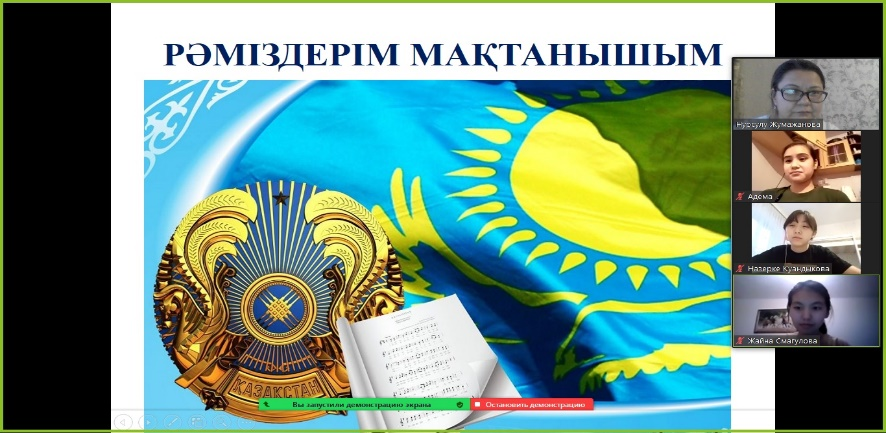 РӘМІЗДЕРІМ МАҚТАНЫШЫМ
Нурсулу Жумажанова
Адема
Назерке Куандыкова
Жайна Смагулова
ҚАЗАҚСТАН
Вы запустили демонстрацию экрана
Остановить демонстрацию